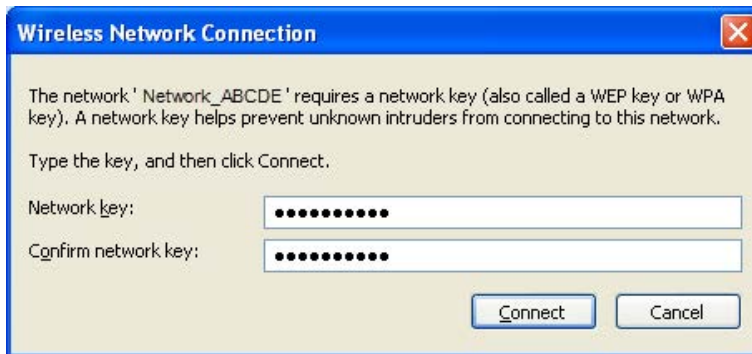 Wireless Network Connection
The network ' Network_ABCDE ' requires a network key (also called a WEP key or WPA
key). A network key helps prevent unknown intruders from connecting to this network.
Type the key, and then click Connect.
Network key: ●●●●●●●●●●
Confirm network key: ●●●●●●●●●●
Connect Cancel